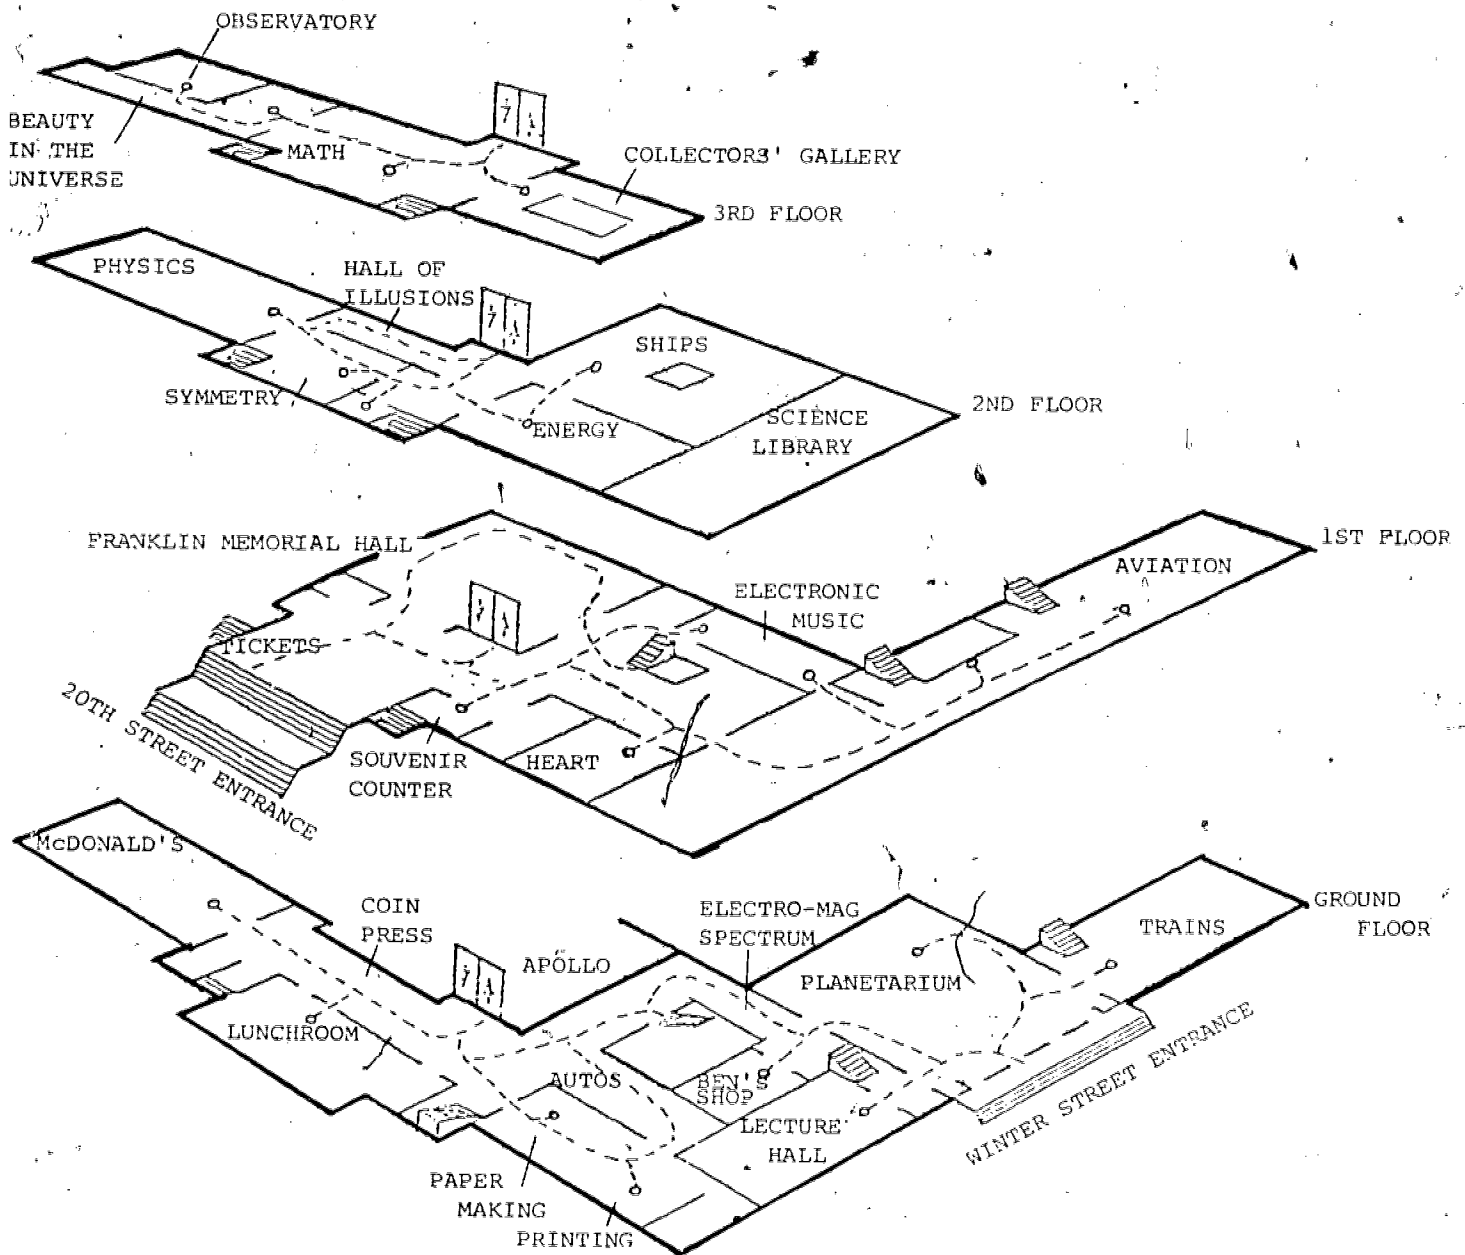 OBSERVATORY
BEAUTY
IN THE
UNIVERSE
MATH
COLLECTORS' GALLERY
3RD FLOOR
PHYSICS
HALL OF
ILLUSIONS
SHIPS
SYMMETRY
ENERGY
SCIENCE
LIBRARY
2ND FLOOR
FRANKLIN MEMORIAL HALL
1ST FLOOR
AVIATION
ELECTRONIC
MUSIC
TICKETS
20TH STREET ENTRANCE
SOUVENIR
COUNTER
HEART
McDONALD'S
COIN
PRESS
APOLLO
ELECTRO-MAG
SPECTRUM
PLANETARIUM
TRAINS
GROUND
FLOOR
LUNCHROOM
AUTOS
BEN'S
SHOP
LECTURE
HALL
WINTER STREET ENTRANCE
PAPER
MAKING
PRINTING